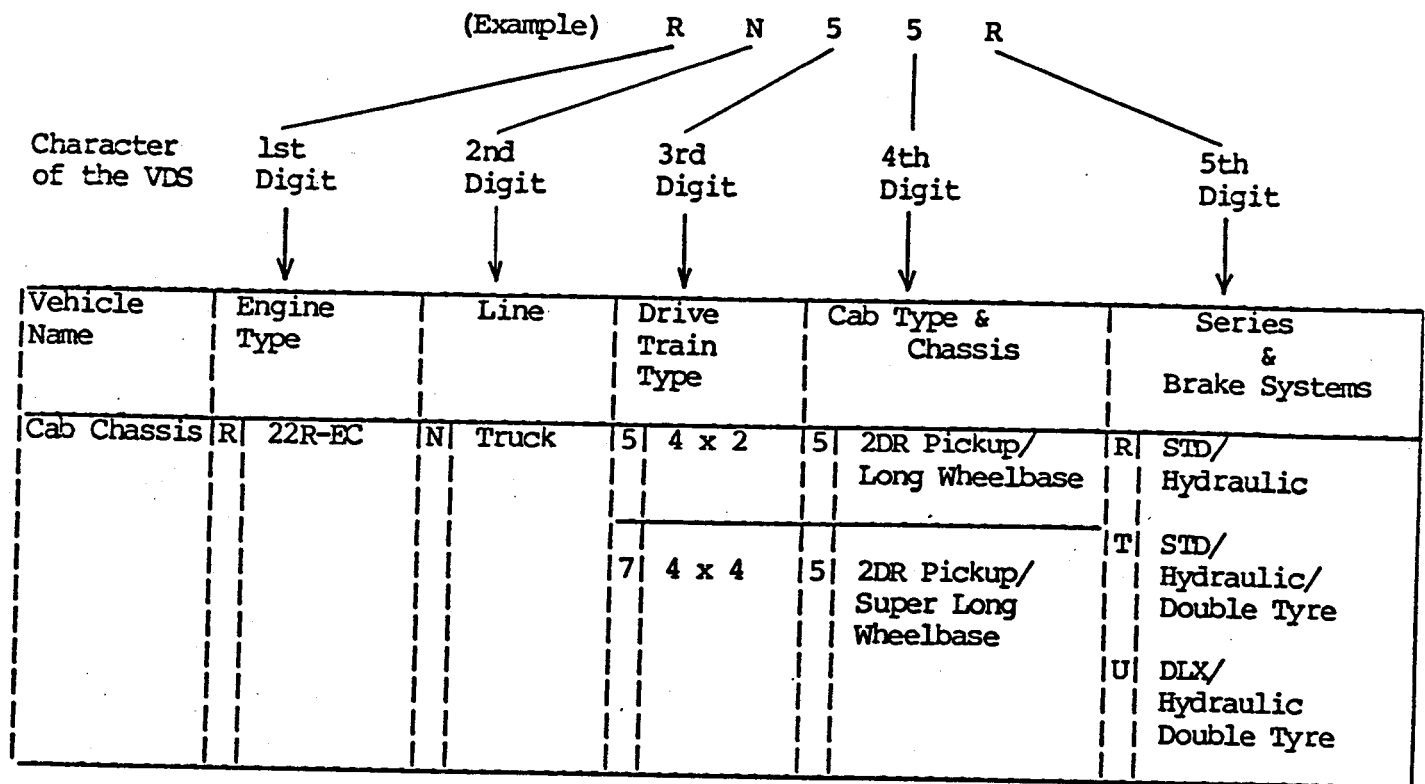 (Example) R N 5 5 R
Character of the VDS
1st Digit
2nd Digit
3rd Digit
4th Digit
5th Digit
Vehicle Name
Engine Type
Line
Drive Train Type
Cab Type & Chassis
Series & Brake Systems
Cab Chassis
R 22R-EC
N Truck
5 4 x 2
5 2DR Pickup/
Long Wheelbase
R STD/
Hydraulic
7 4 x 4
5 2DR Pickup/
Super Long
Wheelbase
T STD/
Hydraulic/
Double Tyre
U DLX/
Hydraulic
Double Tyre